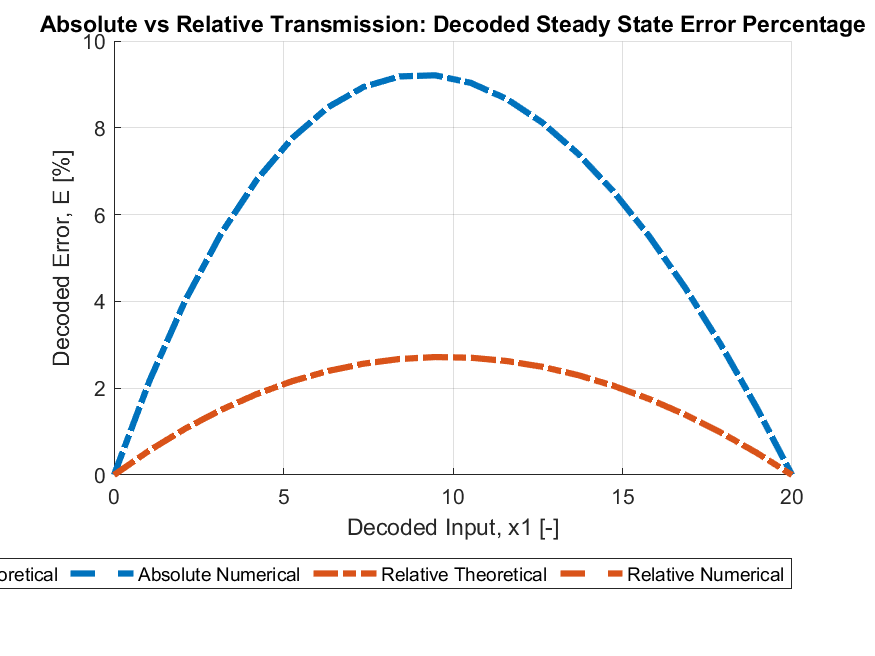 Absolute vs Relative Transmission: Decoded Steady State Error Percentage
10
8
6
4
2
0
Decoded Error, E [%]
0 5 10 15 20
Decoded Input, x1 [-]
oretical Absolute Numerical Relative Theoretical Relative Numerical